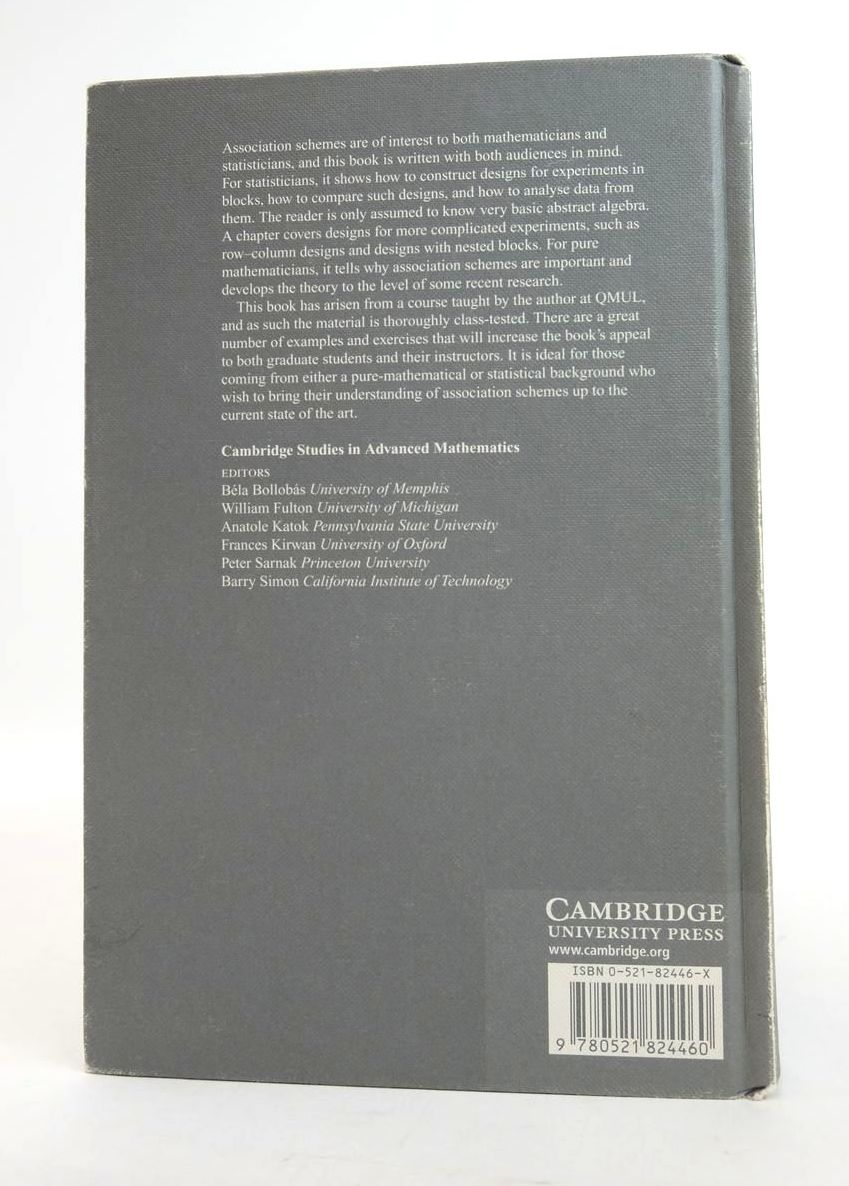 Association schemes are of interest to both mathematicians and
statisticians, and this book is written with both audiences in mind.
For statisticians, it shows how to construct designs for experiments in
blocks, how to compare such designs, and how to analyse data from
them. The reader is only assumed to know very basic abstract algebra.
A chapter covers designs for more complicated experiments, such as
row–column designs and designs with nested blocks. For pure
mathematicians, it tells why association schemes are important and
develops the theory to the level of some recent research.
This book has arisen from a course taught by the author at QMUL,
and as such the material is thoroughly class-tested. There are a great
number of examples and exercises that will increase the book's appeal
to both graduate students and their instructors. It is ideal for those
coming from either a pure-mathematical or statistical background who
wish to bring their understanding of association schemes up to the
current state of the art.
Cambridge Studies in Advanced Mathematics
EDITORS
Béla Bollobás University of Memphis
William Fulton University of Michigan
Anatole Katok Pennsylvania State University
Frances Kirwan University of Oxford
Peter Sarnak Princeton University
Barry Simon California Institute of Technology
CAMBRIDGE
UNIVERSITY PRESS
www.cambridge.org
ISBN 0-521-82446-X
9 780521 824460